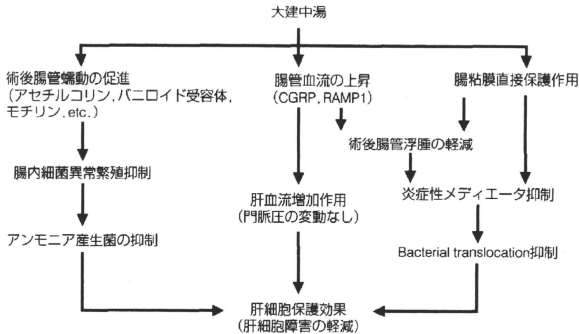 大建中湯
術後腸管蠕動の促進
(アセチルコリン，バニロイド受容体，
モチリン，etc.)
腸管血流の上昇
(CGRP, RAMP1)
腸粘膜直接保護作用
術後腸管浮腫の軽減
腸内細菌異常繁殖抑制
肝血流増加作用
(門脈圧の変動なし)
炎症性メディエータ抑制
アンモニア産生菌の抑制
Bacterial translocation抑制
肝細胞保護効果
(肝細胞障害の軽減)